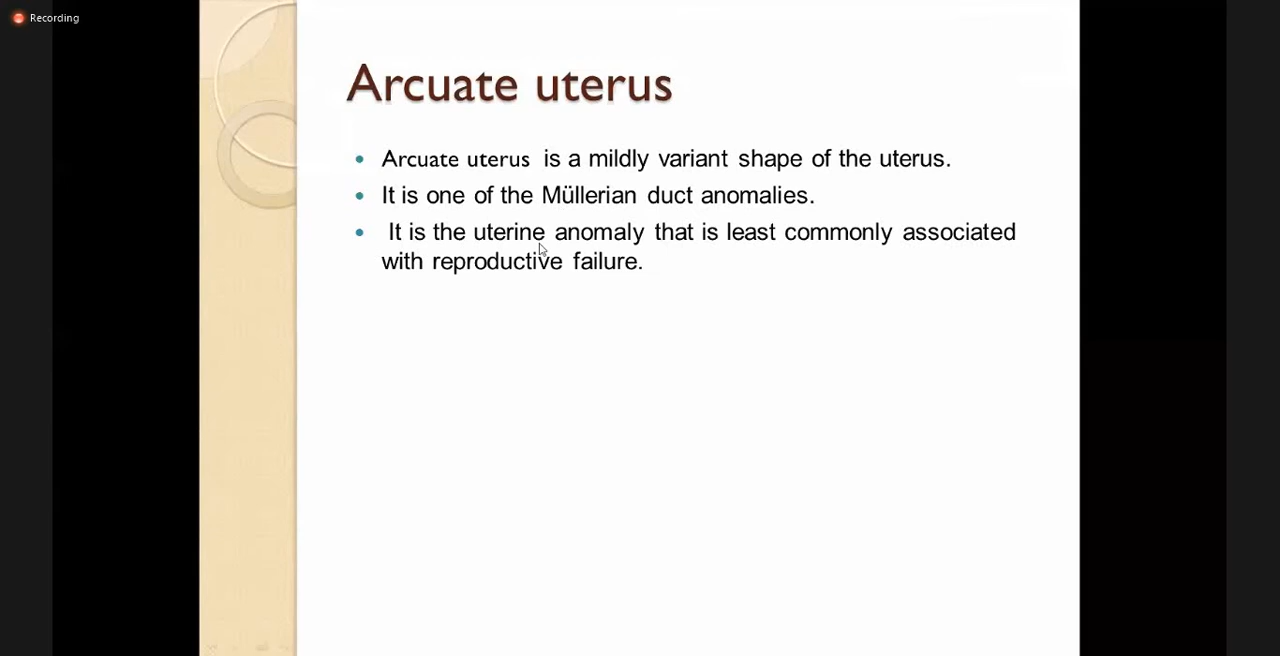 Recording
Arcuate uterus
• Arcuate uterus is a mildly variant shape of the uterus.
• It is one of the Müllerian duct anomalies.
• It is the uterine anomaly that is least commonly associated
with reproductive failure.